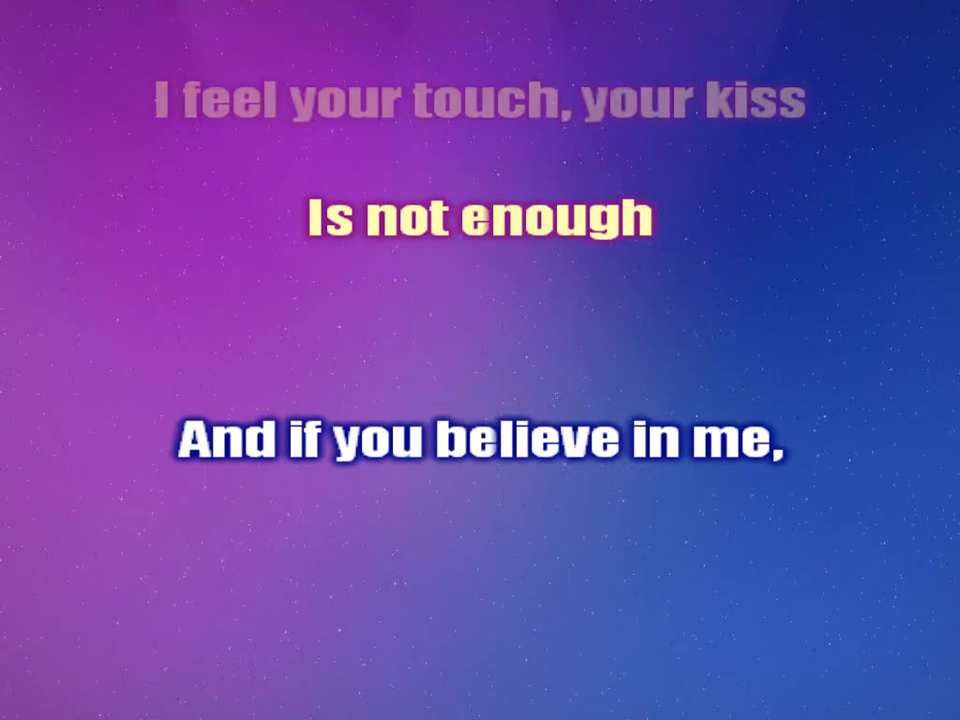 I feel your touch, your kiss
Is not enough
And if you believe in me,